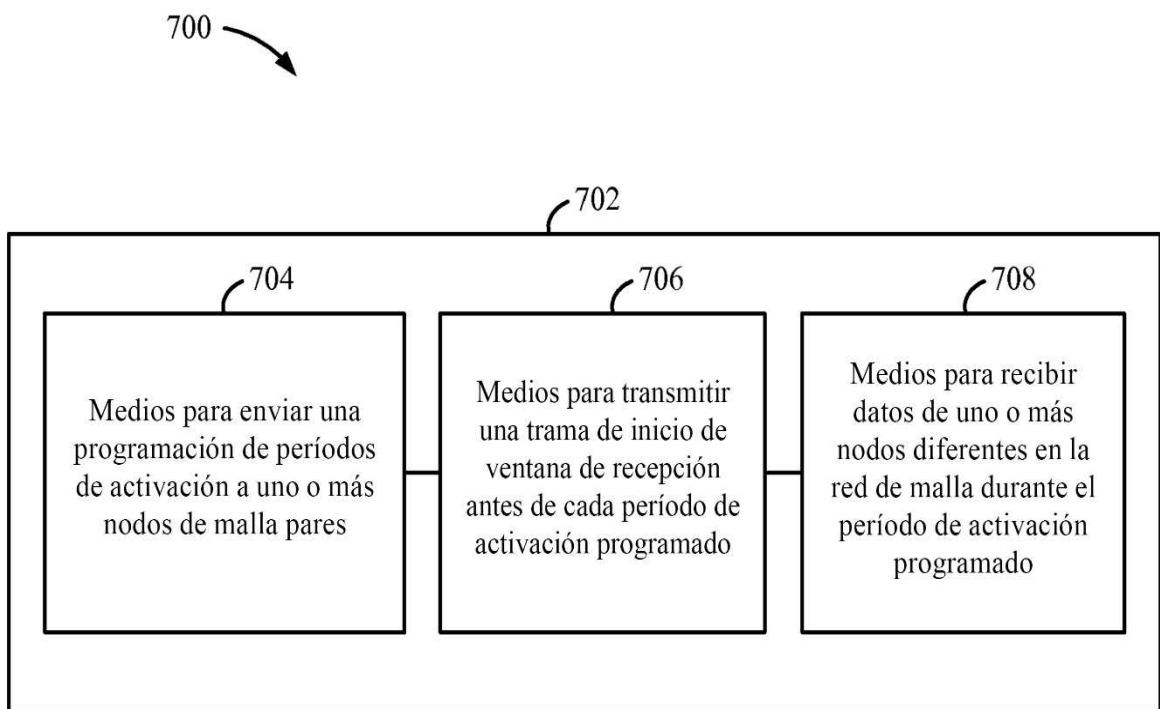 700
702
704
Medios para enviar una
programación de períodos
de activación a uno o más
nodos de malla pares
706
Medios para transmitir
una trama de inicio de
ventana de recepción
antes de cada período de
activación programado
708
Medios para recibir
datos de uno o más
nodos diferentes en la
red de malla durante el
período de activación
programado